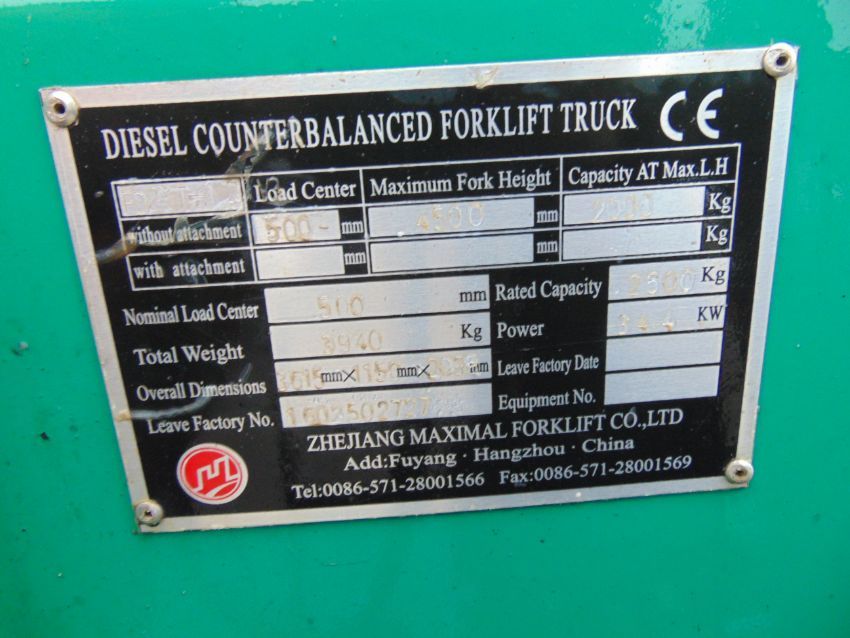 DIESEL COUNTERBALANCED FORKLIFT TRUCK CE
Load Center Maximum Fork Height Capacity AT Max.L.H
without attachment 500 mm 4500 mm Kg
with attachment mm mm Kg
Nominal Load Center 500 mm Rated Capacity 2500 Kg
Total Weight 3940 Kg Power 34.4 KW
Overall Dimensions mm× mm× Leave Factory Date
Leave Factory No. Equipment No.
ZHEJIANG MAXIMAL FORKLIFT CO.,LTD
Add:Fuyang · Hangzhou · China
Tel:0086-571-28001566 Fax:0086-571-28001569